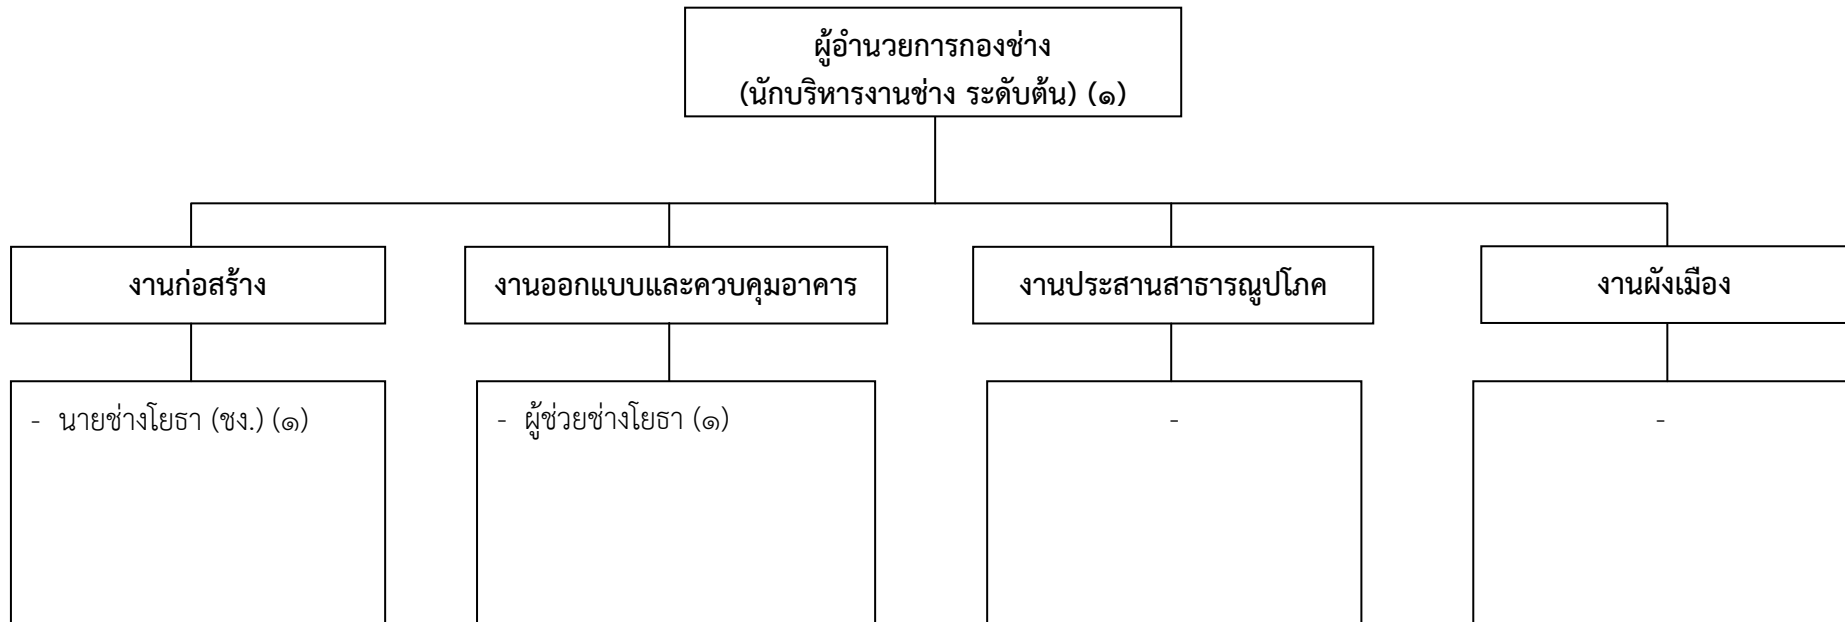 ผู้อำนวยการกองช่าง
(นักบริหารงานช่าง ระดับต้น) (๑)
งานก่อสร้าง
งานออกแบบและควบคุมอาคาร
งานประสานสาธารณูปโภค
งานผังเมือง
- นายช่างโยธา (ชง.) (๑)
- ผู้ช่วยช่างโยธา (๑)
-
-